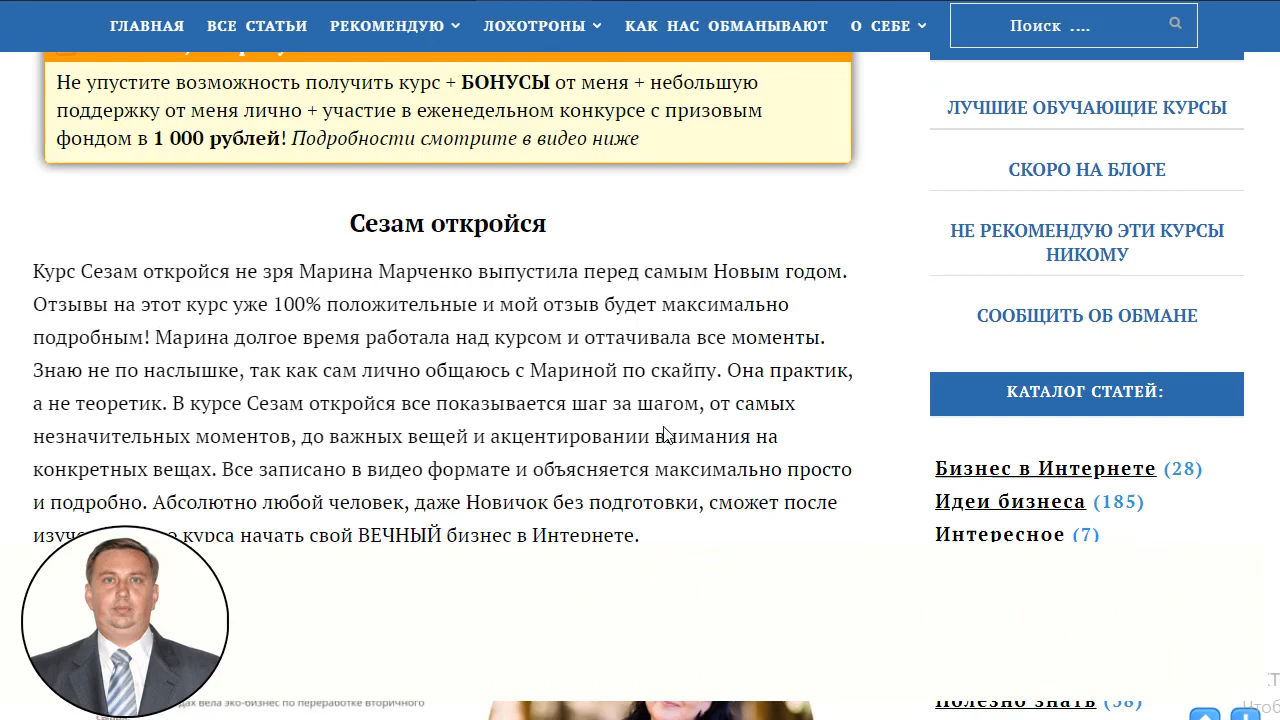 ГЛАВНАЯ ВСЕ СТАТЬИ РЕКОМЕНДУЮ ЛОХОТРОНЫ КАК НАС ОБМАНЫВАЮТ О СЕБЕ Поиск ....
Не упустите возможность получить курс + БОНУСЫ от меня + небольшую
поддержку от меня лично + участие в еженедельном конкурсе с призовым
фондом в 1 000 рублей! Подробности смотрите в видео ниже
Сезам откройся
Курс Сезам откройся не зря Марина Марченко выпустила перед самым Новым годом.
Отзывы на этот курс уже 100% положительные и мой отзыв будет максимально
подробным! Марина долгое время работала над курсом и оттачивала все моменты.
Знаю не по наслышке, так как сам лично общаюсь с Мариной по скайпу. Она практик,
а не теоретик. В курсе Сезам откройся все показывается шаг за шагом, от самых
незначительных моментов, до важных вещей и акцентировании внимания на
конкретных вещах. Все записано в видео формате и объясняется максимально просто
и подробно. Абсолютно любой человек, даже Новичок без подготовки, сможет после
курса начать свой ВЕЧНЫЙ бизнес в Интернете.
вела эко-бизнес по переработке вторичного
ЛУЧШИЕ ОБУЧАЮЩИЕ КУРСЫ
СКОРО НА БЛОГЕ
НЕ РЕКОМЕНДУЮ ЭТИ КУРСЫ
НИКОМУ
СООБЩИТЬ ОБ ОБМАНЕ
КАТАЛОГ СТАТЕЙ:
Бизнес в Интернете (28)
Идеи бизнеса (185)
Интересное (7)
Полезно знать (58)